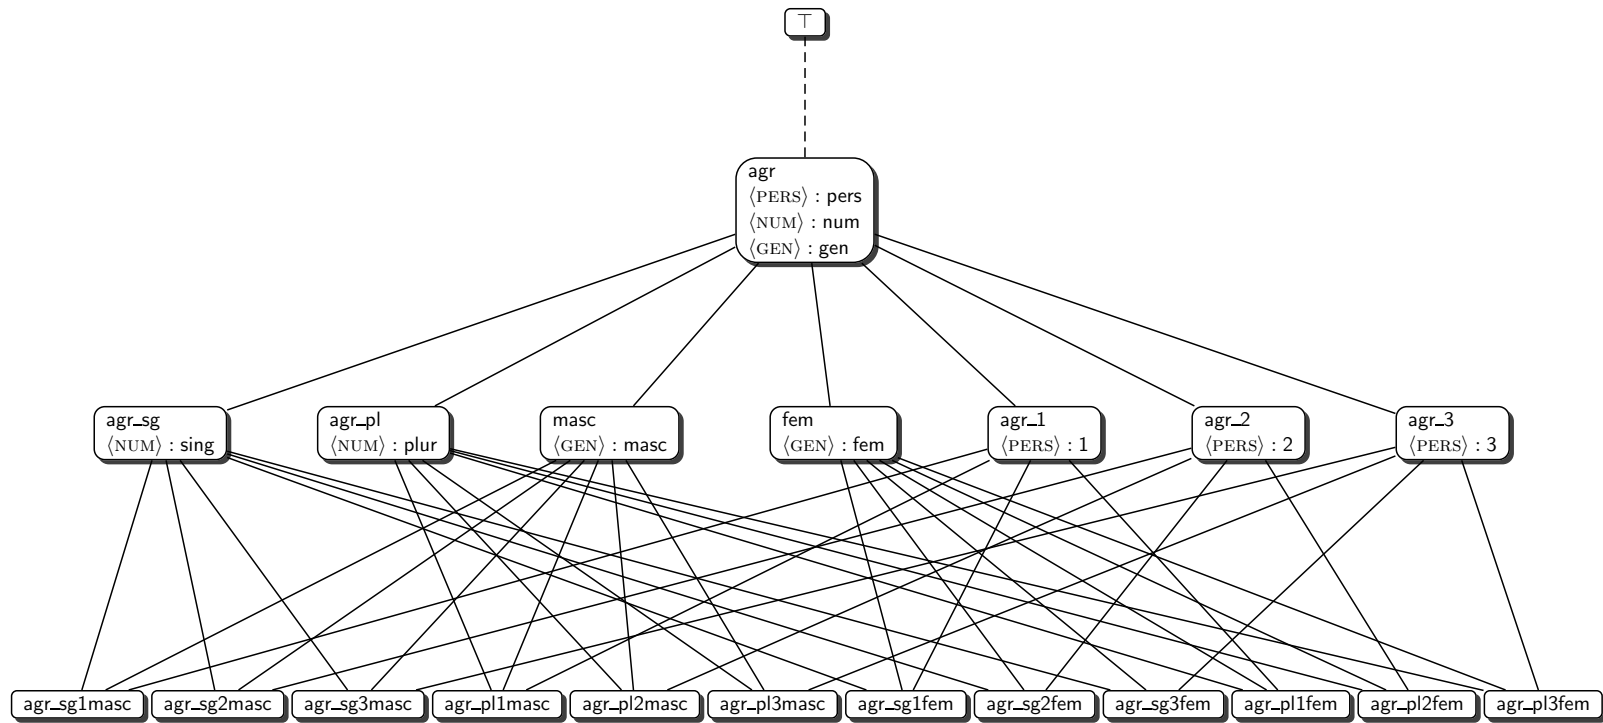 ⊤
agr
⟨PERS⟩ : pers
⟨NUM⟩ : num
⟨GEN⟩ : gen
agr_sg
⟨NUM⟩ : sing
agr_pl
⟨NUM⟩ : plur
masc
⟨GEN⟩ : masc
fem
⟨GEN⟩ : fem
agr_1
⟨PERS⟩ : 1
agr_2
⟨PERS⟩ : 2
agr_3
⟨PERS⟩ : 3
agr_sg1masc
agr_sg2masc
agr_sg3masc
agr_pl1masc
agr_pl2masc
agr_pl3masc
agr_sg1fem
agr_sg2fem
agr_sg3fem
agr_pl1fem
agr_pl2fem
agr_pl3fem